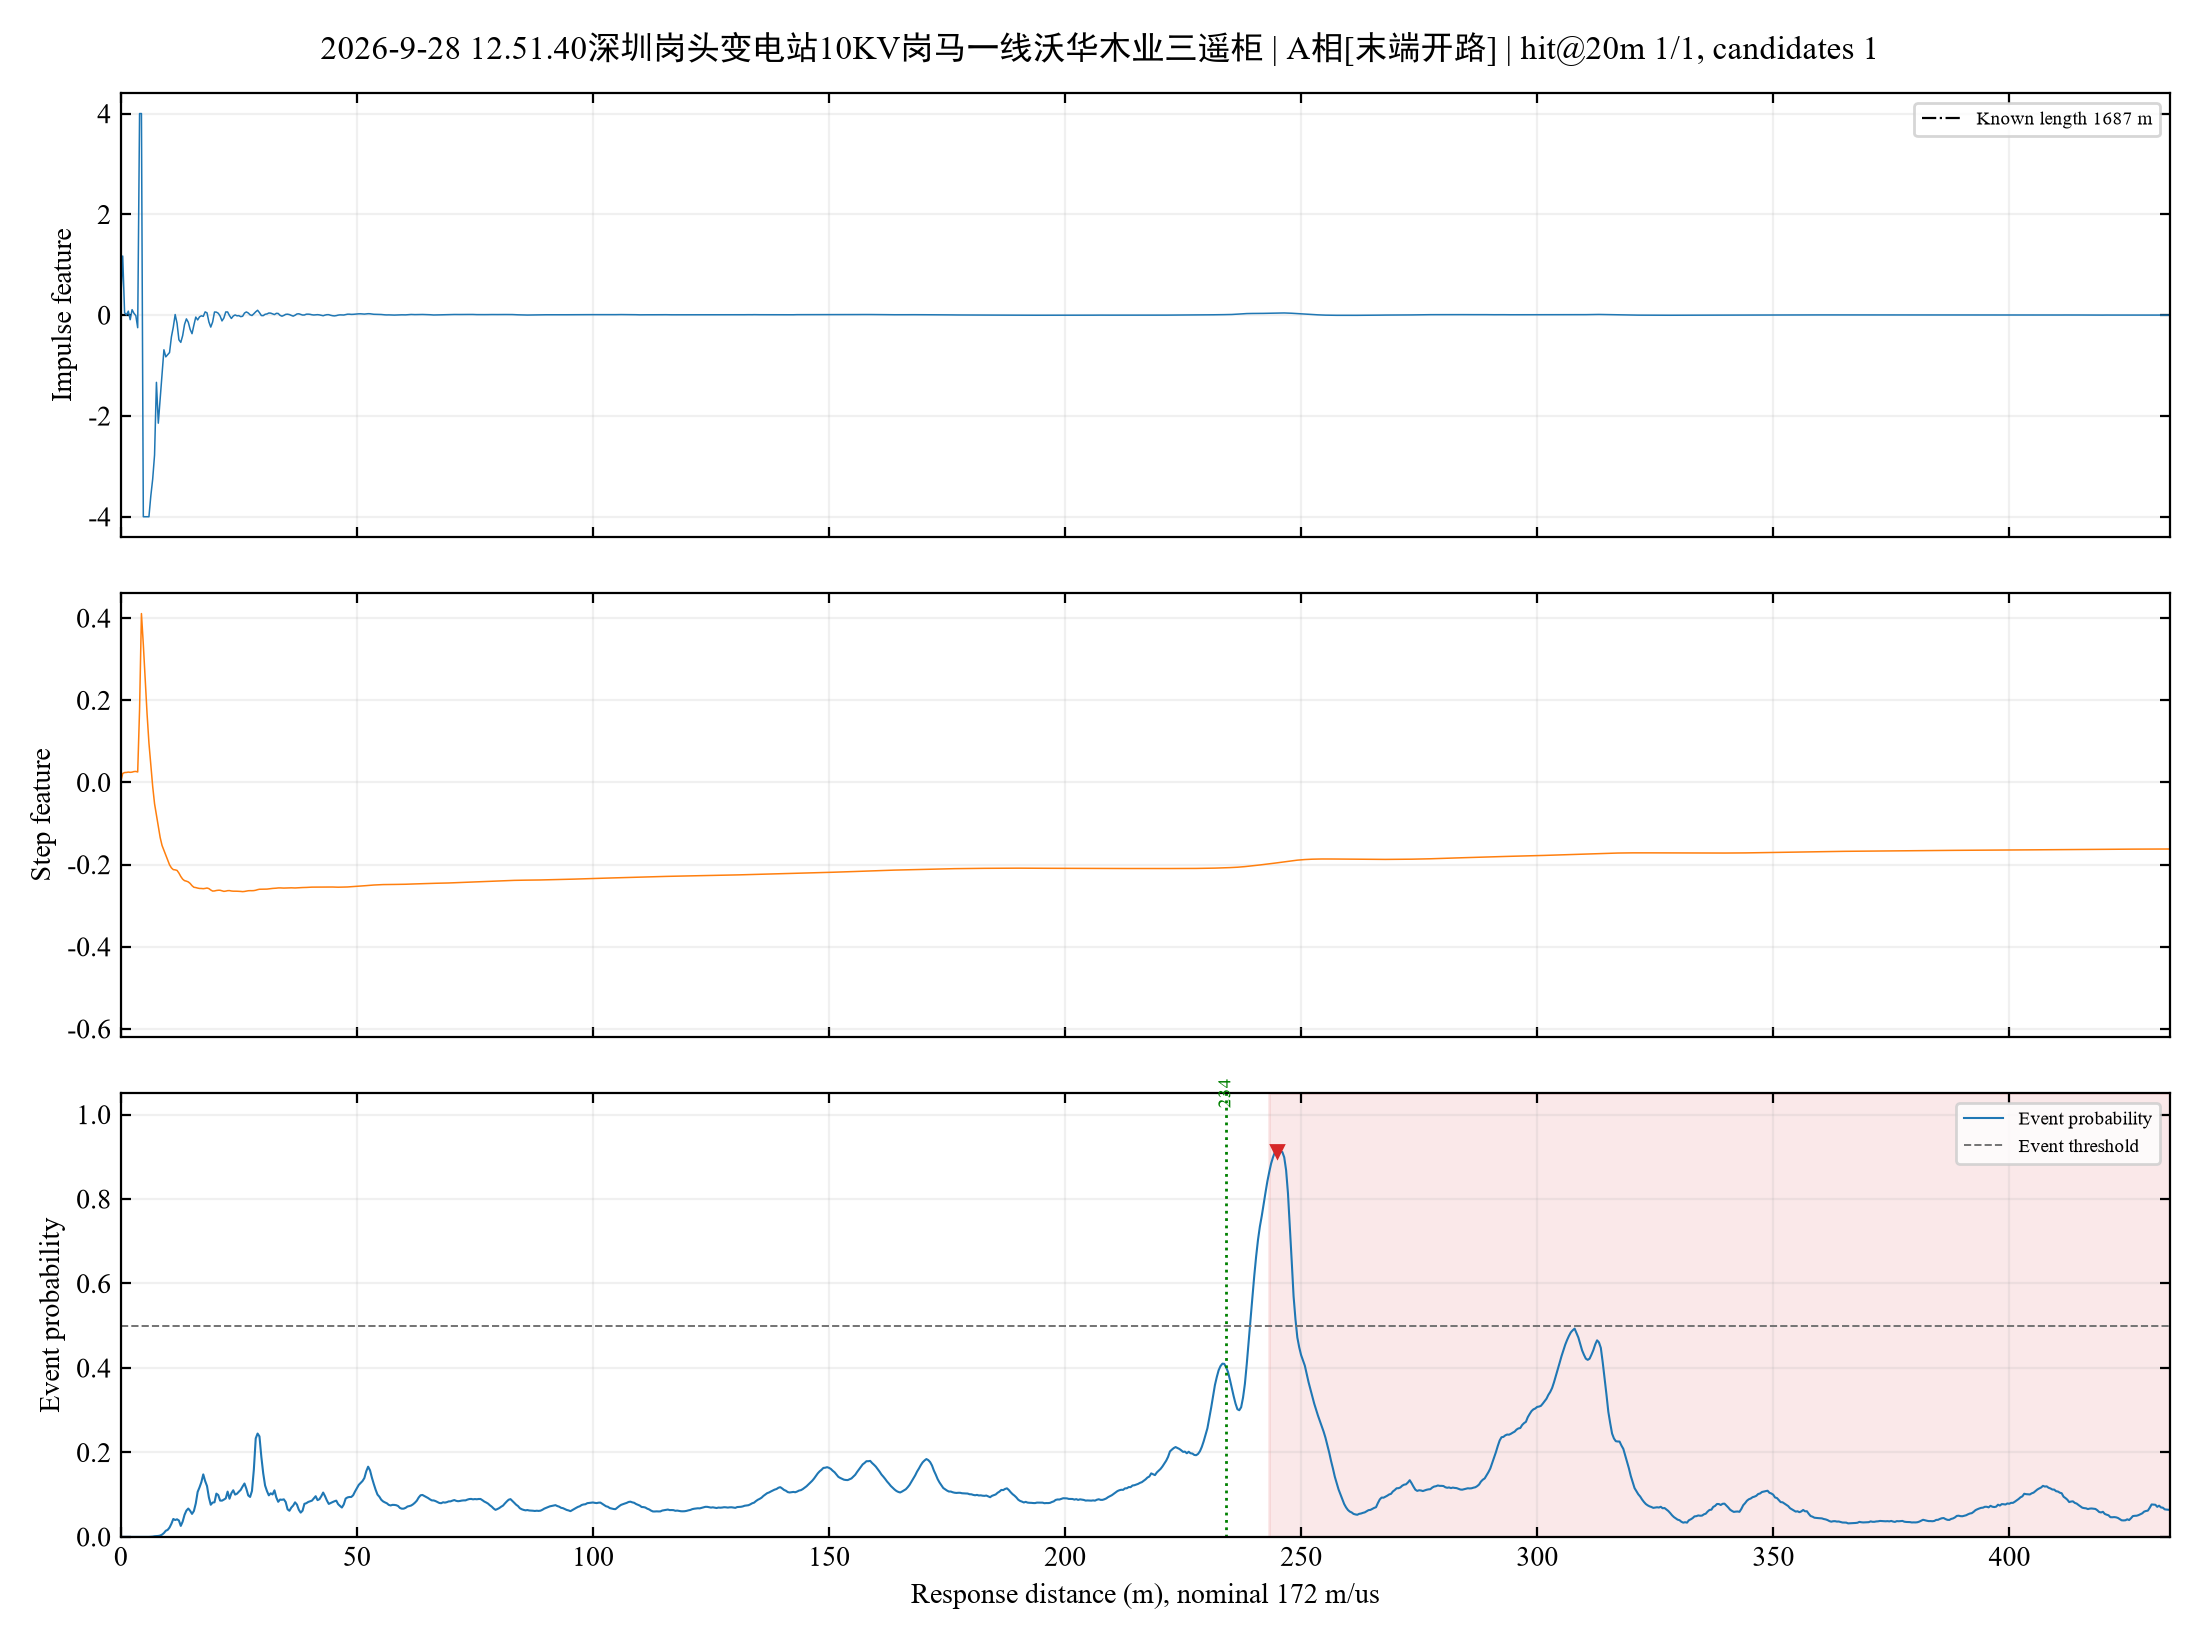 2026-9-28 12.51.40深圳岗头变电站10KV岗马一线沃华木业三遥柜 | A相[末端开路] | hit@20m 1/1, candidates 1
4
2
0
-2
-4
Impulse feature
Known length 1687 m
0.4
0.2
0.0
-0.2
-0.4
-0.6
Step feature
234
1.0
0.8
0.6
0.4
0.2
0.0
Event probability
Event probability
Event threshold
0 50 100 150 200 250 300 350 400
Response distance (m), nominal 172 m/us